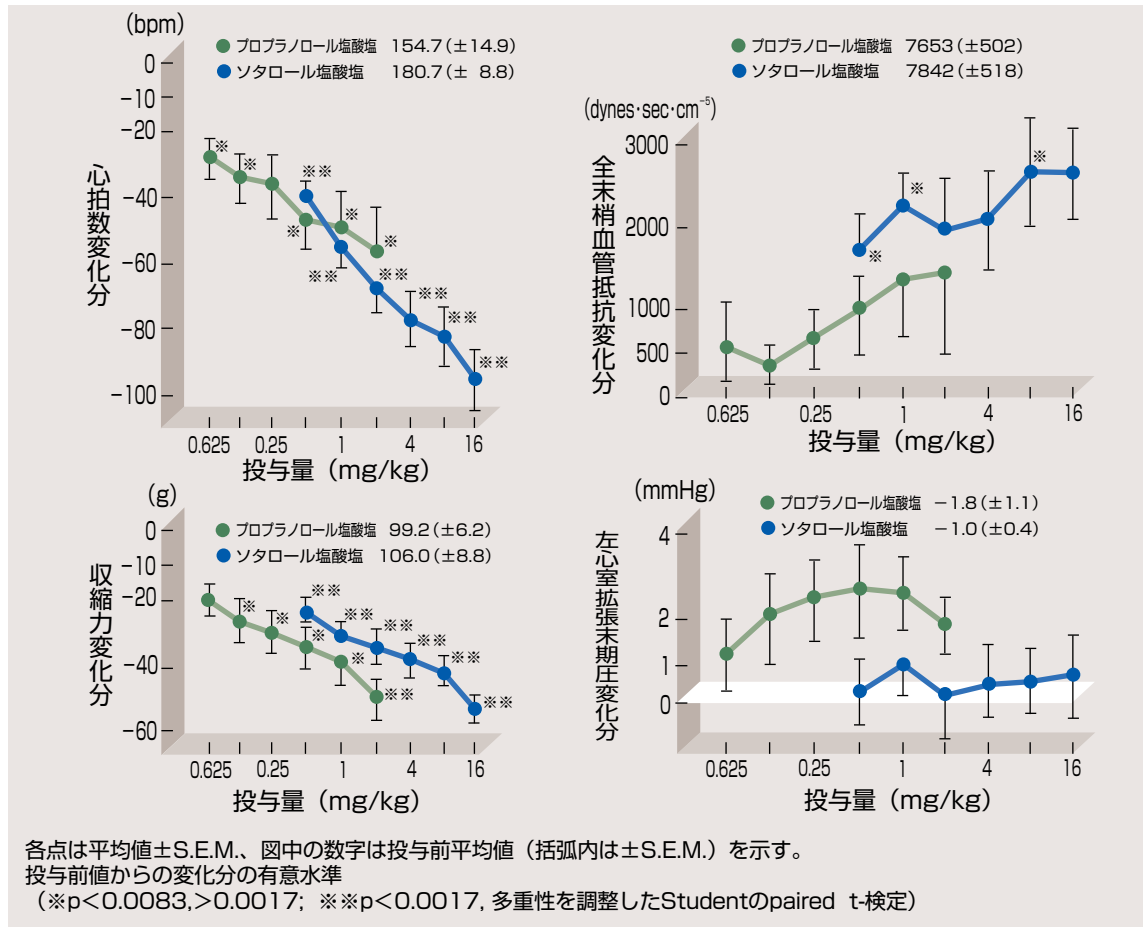 (bpm)
プロプラノロール塩酸塩 154.7(±14.9)
ソタロール塩酸塩 180.7(± 8.8)
0
−10
−20
−40
−60
−80
−100
心拍数変化分
※
※
※
※
※
※※
※※
※※
※※
※※
※※
0.625 0.25 1 4 16
投与量（mg/kg）
プロプラノロール塩酸塩 7653(±502)
ソタロール塩酸塩 7842(±518)
(dynes·sec·cm⁻⁵)
3000
2000
1000
500
0
全末梢血管抵抗変化分
※
※
※
0.625 0.25 1 4 16
投与量（mg/kg）
(g)
プロプラノロール塩酸塩 99.2(±6.2)
ソタロール塩酸塩 106.0(±8.8)
0
−10
−20
−40
−60
収縮力変化分
※
※
※
※
※※
※※
※※
※※
※※
※※
※※
0.625 0.25 1 4 16
投与量（mg/kg）
(mmHg)
プロプラノロール塩酸塩 −1.8(±1.1)
ソタロール塩酸塩 −1.0(±0.4)
4
2
1
0
左心室拡張末期圧変化分
0.625 0.25 1 4 16
投与量（mg/kg）
各点は平均値±S.E.M.、図中の数字は投与前平均値（括弧内は±S.E.M.）を示す。
投与前値からの変化分の有意水準
（※p＜0.0083,＞0.0017; ※※p＜0.0017, 多重性を調整したStudentのpaired t-検定）